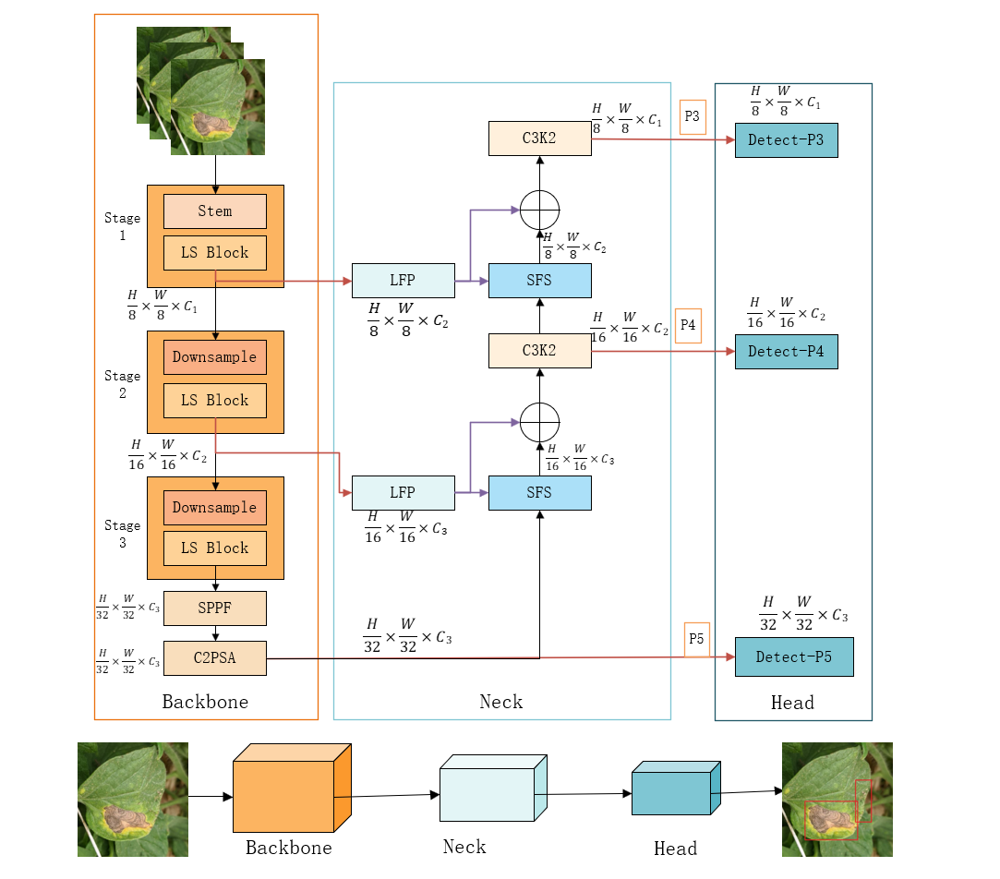 Stage
1
Stem
LS Block
H/8 × W/8 × C₁
Stage
2
Downsample
LS Block
H/16 × W/16 × C₂
Stage
3
Downsample
LS Block
H/32 × W/32 × C₃
SPPF
H/32 × W/32 × C₃
C2PSA
Backbone
C3K2
H/8 × W/8 × C₁
H/8 × W/8 × C₂
LFP
SFS
H/8 × W/8 × C₂
C3K2
H/16 × W/16 × C₂
H/16 × W/16 × C₃
LFP
SFS
H/16 × W/16 × C₃
H/32 × W/32 × C₃
Neck
P3
P4
P5
H/8 × W/8 × C₁
Detect-P3
H/16 × W/16 × C₂
Detect-P4
H/32 × W/32 × C₃
Detect-P5
Head
Backbone
Neck
Head